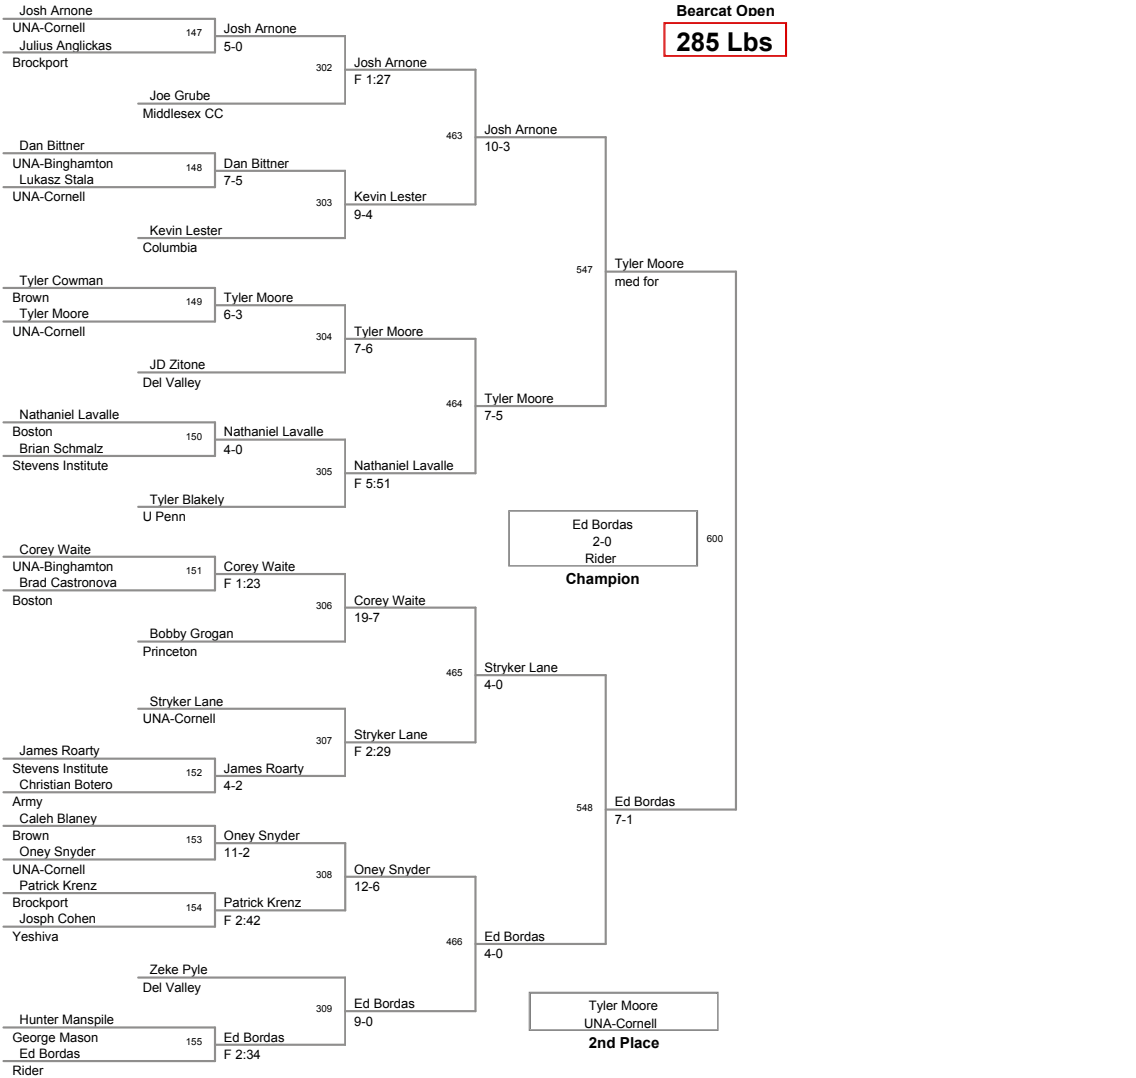 Bearcat Open
285 Lbs
Josh Arnone
UNA-Cornell
147
Julius Anglickas
Brockport
Josh Arnone
5-0
302
Joe Grube
Middlesex CC
Josh Arnone
F 1:27
463
Dan Bittner
UNA-Binghamton
148
Lukasz Stala
UNA-Cornell
Dan Bittner
7-5
303
Kevin Lester
Columbia
Kevin Lester
9-4
Josh Arnone
10-3
547
Tyler Cowman
Brown
149
Tyler Moore
UNA-Cornell
Tyler Moore
6-3
304
JD Zitone
Del Valley
Tyler Moore
7-6
464
Nathaniel Lavalle
Boston
150
Brian Schmalz
Stevens Institute
Nathaniel Lavalle
4-0
305
Tyler Blakely
U Penn
Nathaniel Lavalle
F 5:51
Tyler Moore
7-5
Tyler Moore
med for
Ed Bordas
2-0
Rider
Champion
600
Corey Waite
UNA-Binghamton
151
Brad Castronova
Boston
Corey Waite
F 1:23
306
Bobby Grogan
Princeton
Corey Waite
19-7
465
Stryker Lane
UNA-Cornell
307
James Roarty
Stevens Institute
152
Christian Botero
Army
James Roarty
4-2
Stryker Lane
F 2:29
Stryker Lane
4-0
548
Caleh Blaney
Brown
153
Oney Snyder
UNA-Cornell
Oney Snyder
11-2
308
Patrick Krenz
Brockport
154
Josph Cohen
Yeshiva
Patrick Krenz
F 2:42
Oney Snyder
12-6
466
Zeke Pyle
Del Valley
309
Hunter Manspile
George Mason
155
Ed Bordas
Rider
Ed Bordas
F 2:34
Ed Bordas
9-0
Ed Bordas
4-0
Ed Bordas
7-1
Tyler Moore
UNA-Cornell
2nd Place